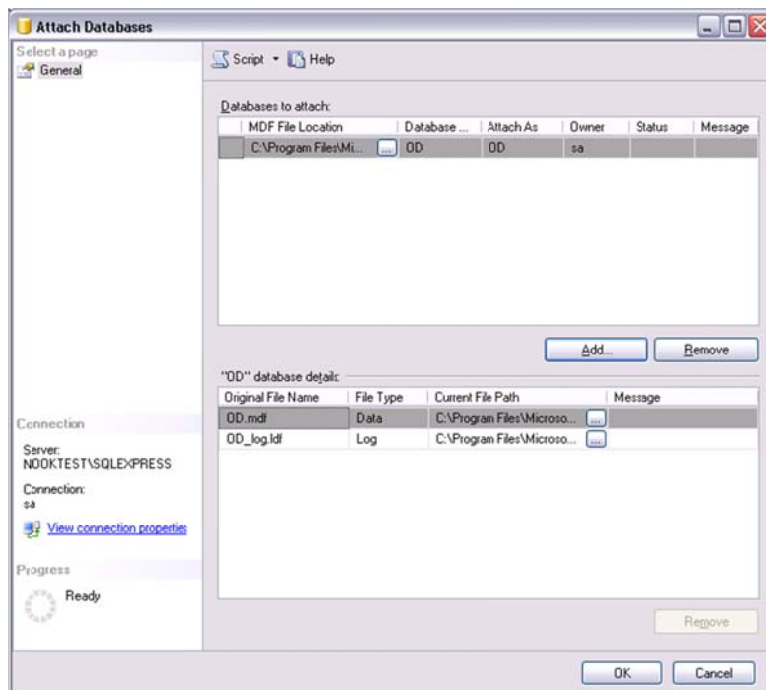 Attach Databases
Select a page
General
Script
Help
Databases to attach:
MDF File Location Database ... Attach As Owner Status Message
C:\Program Files\Mi... ... OD OD sa
Add... Remove
"OD" database details:
Original File Name File Type Current File Path Message
OD.mdf Data C:\Program Files\Microso... ...
OD_log.ldf Log C:\Program Files\Microso... ...
Connection
Server:
NOOKTEST\SQLEXPRESS
Connection:
sa
View connection properties
Progress
Ready
Remove
OK Cancel